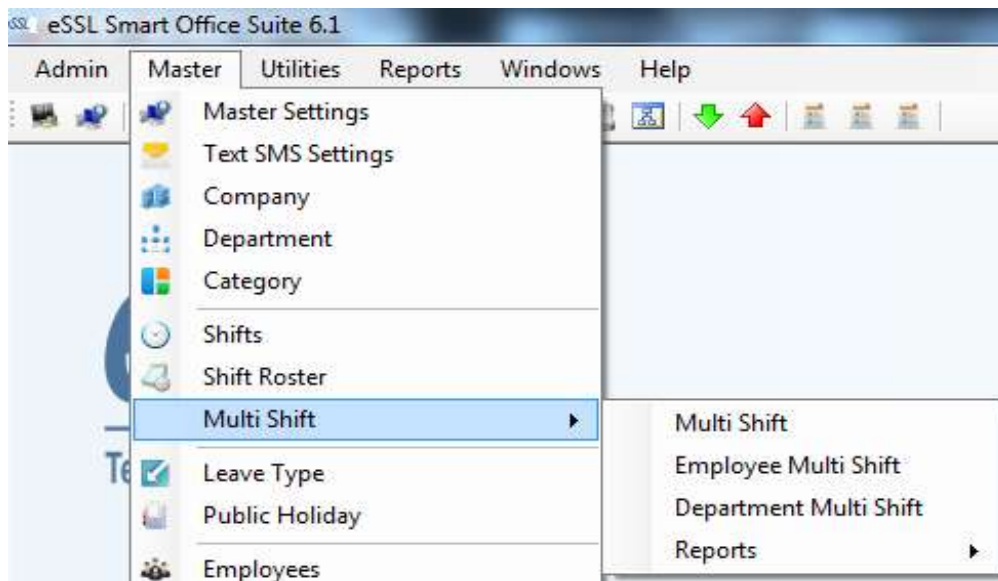 eSSL Smart Office Suite 6.1
Admin Master Utilities Reports Windows Help
Master Settings
Text SMS Settings
Company
Department
Category
Shifts
Shift Roster
Multi Shift
Multi Shift
Employee Multi Shift
Department Multi Shift
Reports
Leave Type
Public Holiday
Employees